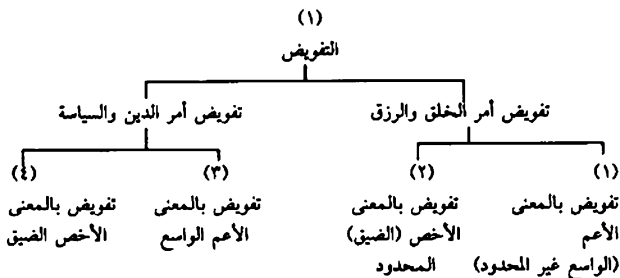 (١)
التفويض
تفويض أمر الخلق والرزق
تفويض أمر الدين والسياسة
(١)
تفويض بالمعنى
الأعم
(الواسع غير المحدود)
(٢)
تفويض بالمعنى
الأخص (الضيق)
المحدود
(٣)
تفويض بالمعنى
الأعم الواسع
(٤)
تفويض بالمعنى
الأخص الضيق